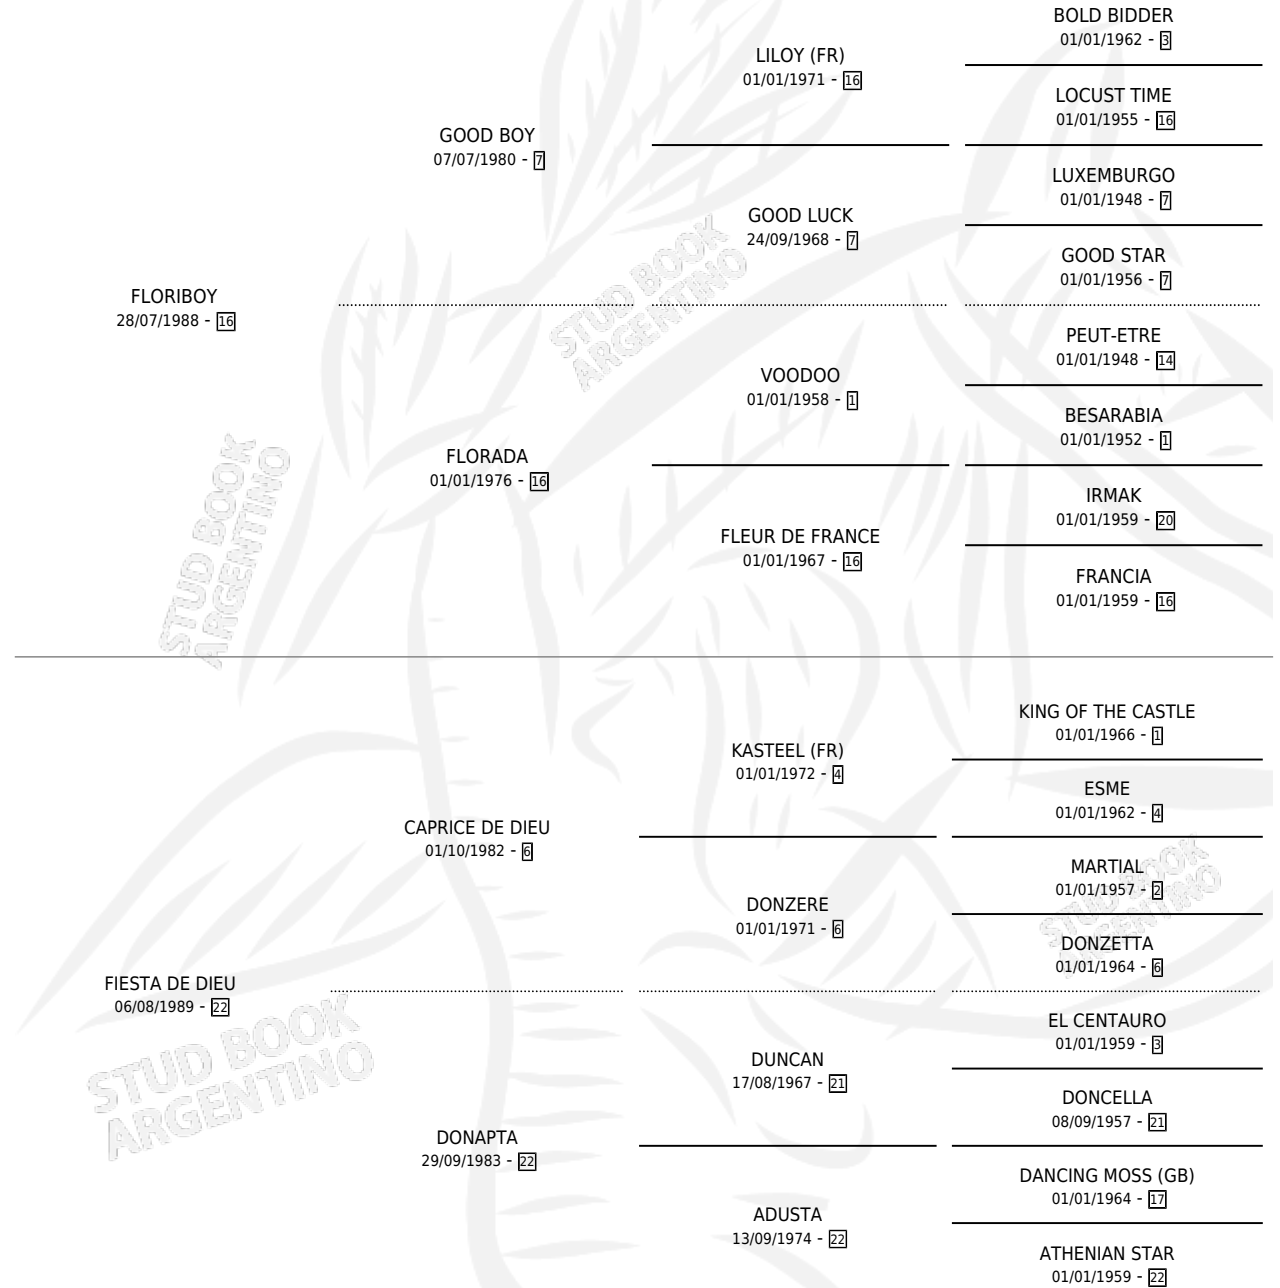 BOLD BIDDER
01/01/1962 - 3
LILOY (FR)
01/01/1971 - 16
LOCUST TIME
01/01/1955 - 16
GOOD BOY
07/07/1980 - 7
LUXEMBURGO
01/01/1948 - 7
GOOD LUCK
24/09/1968 - 7
GOOD STAR
01/01/1956 - 7
FLORIBOY
28/07/1988 - 16
PEUT-ETRE
01/01/1948 - 14
VOODOO
01/01/1958 - 1
BESARABIA
01/01/1952 - 1
FLORADA
01/01/1976 - 16
IRMAK
01/01/1959 - 20
FLEUR DE FRANCE
01/01/1967 - 16
FRANCIA
01/01/1959 - 16
KING OF THE CASTLE
01/01/1966 - 1
KASTEEL (FR)
01/01/1972 - 4
ESME
01/01/1962 - 4
CAPRICE DE DIEU
01/10/1982 - 6
MARTIAL
01/01/1957 - 2
DONZERE
01/01/1971 - 6
DONZETTA
01/01/1964 - 6
FIESTA DE DIEU
06/08/1989 - 22
EL CENTAURO
01/01/1959 - 3
DUNCAN
17/08/1967 - 21
DONCELLA
08/09/1957 - 21
DONAPTA
29/09/1983 - 22
DANCING MOSS (GB)
01/01/1964 - 17
ADUSTA
13/09/1974 - 22
ATHENIAN STAR
01/01/1959 - 22
STUD BOOK
ARGENTINO
STUD BOOK
ARGENTINO
STUD BOOK
ARGENTINO
STUD BOOK
ARGENTINO